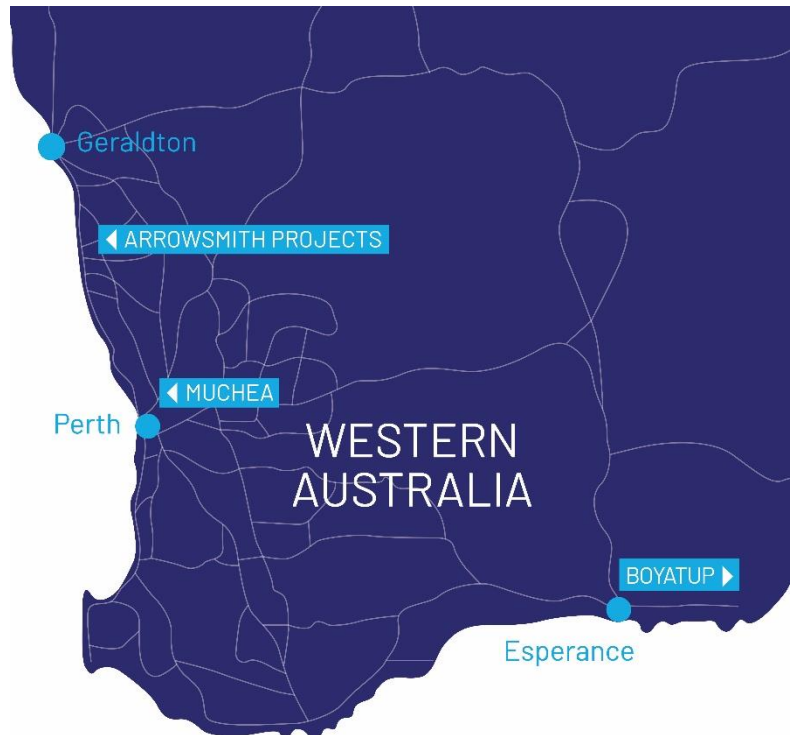 Geraldton
ARROWSMITH PROJECTS
MUCHEA
Perth
WESTERN
AUSTRALIA
BOYATUP
Esperance